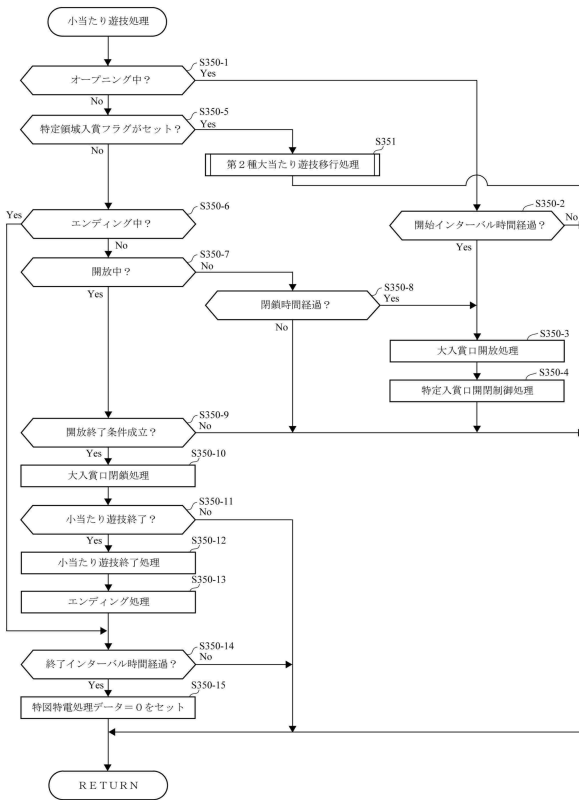 小当たり遊技処理
S350-1
オープニング中？
Yes
No
S350-5
特定領域入賞フラグがセット？
Yes
No
S351
第２種大当たり遊技移行処理
S350-6
エンディング中？
Yes
No
S350-2
開始インターバル時間経過？
No
Yes
S350-7
開放中？
No
Yes
S350-8
閉鎖時間経過？
Yes
No
S350-3
大入賞口開放処理
S350-4
特定入賞口開閉制御処理
S350-9
開放終了条件成立？
No
Yes
S350-10
大入賞口閉鎖処理
S350-11
小当たり遊技終了？
No
Yes
S350-12
小当たり遊技終了処理
S350-13
エンディング処理
S350-14
終了インターバル時間経過？
No
Yes
S350-15
特図特電処理データ＝０をセット
ＲＥＴＵＲＮ